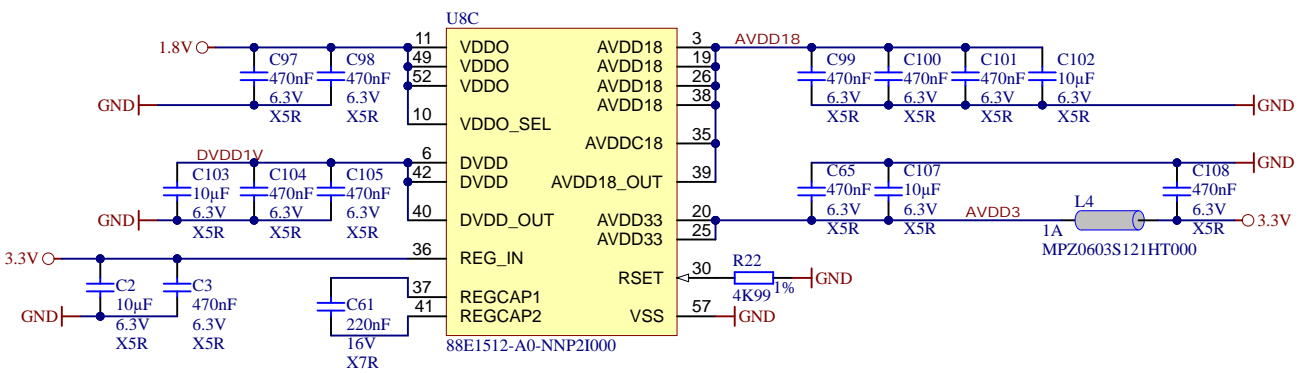 U8C
1.8V 11 VDDO AVDD18 3 AVDD18
49 VDDO AVDD18 19
52 VDDO AVDD18 26
AVDD18 38
C97 C98 C99 C100 C101 C102
470nF 470nF 470nF 470nF 470nF 10µF
6.3V 6.3V 6.3V 6.3V 6.3V 6.3V
X5R X5R X5R X5R X5R X5R
GND GND
10 VDDO_SEL
AVDDC18 35
DVDD1V 6 DVDD
42 DVDD AVDD18_OUT 39
GND
C103 C104 C105 C65 C107 C108
10µF 470nF 470nF 470nF 10µF 470nF
6.3V 6.3V 6.3V 6.3V 6.3V 6.3V
X5R X5R X5R X5R X5R X5R
GND 40 DVDD_OUT AVDD33 20 AVDD3 L4 3.3V
AVDD33 25 1A
MPZ0603S121HT000
3.3V 36 REG_IN
C2 C3
10µF 470nF
6.3V 6.3V
X5R X5R
GND
RSET 30 R22 GND
4K99 1%
37 REGCAP1
41 REGCAP2 VSS 57 GND
C61
220nF
16V
X7R
88E1512-A0-NNP2I000